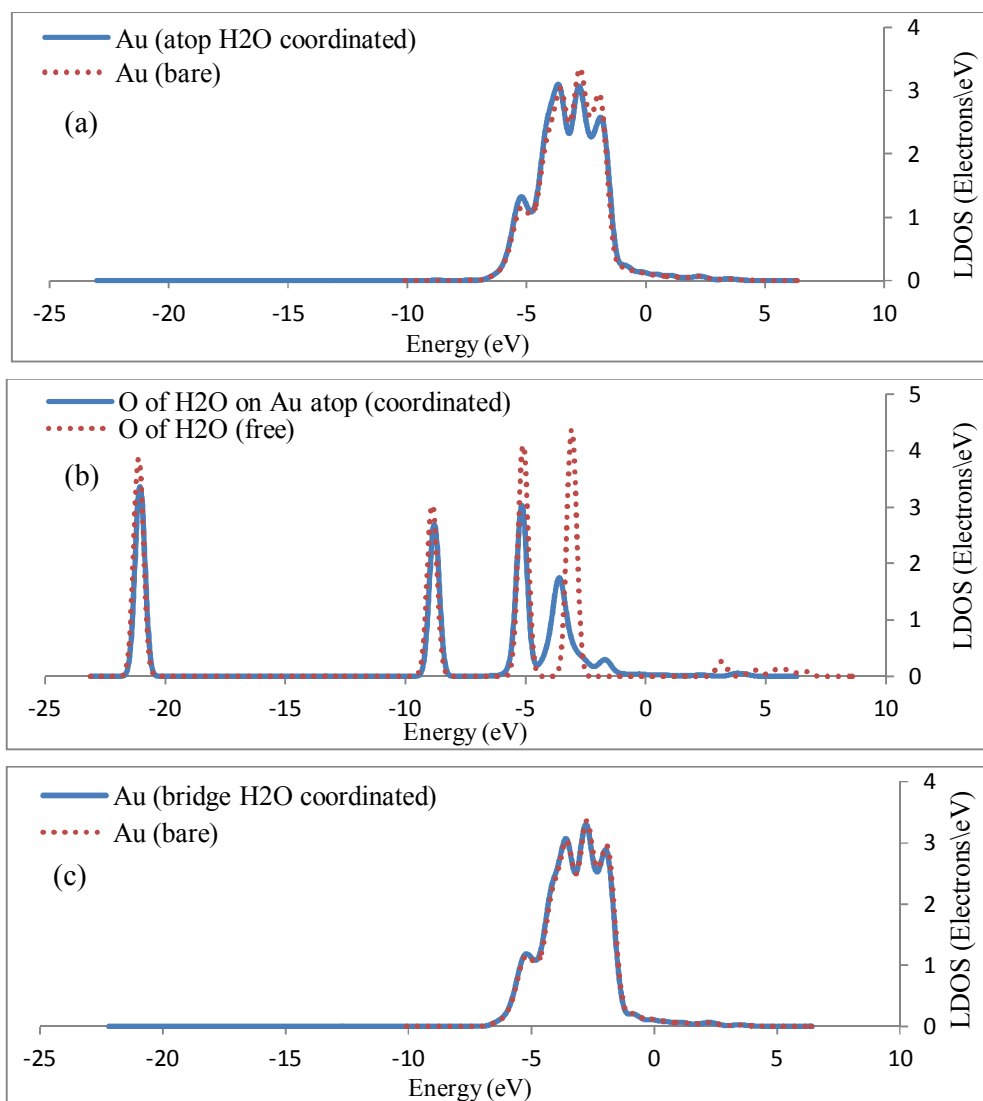 Au (atop H2O coordinated)
Au (bare)
(a)
4
3
2
1
0
LDOS (Electrons\eV)
-25 -20 -15 -10 -5 0 5 10
Energy (eV)
O of H2O on Au atop (coordinated)
O of H2O (free)
(b)
5
4
3
2
1
0
LDOS (Electrons\eV)
-25 -20 -15 -10 -5 0 5 10
Energy (eV)
Au (bridge H2O coordinated)
Au (bare)
(c)
4
3
2
1
0
LDOS (Electrons\eV)
-25 -20 -15 -10 -5 0 5 10
Energy (eV)